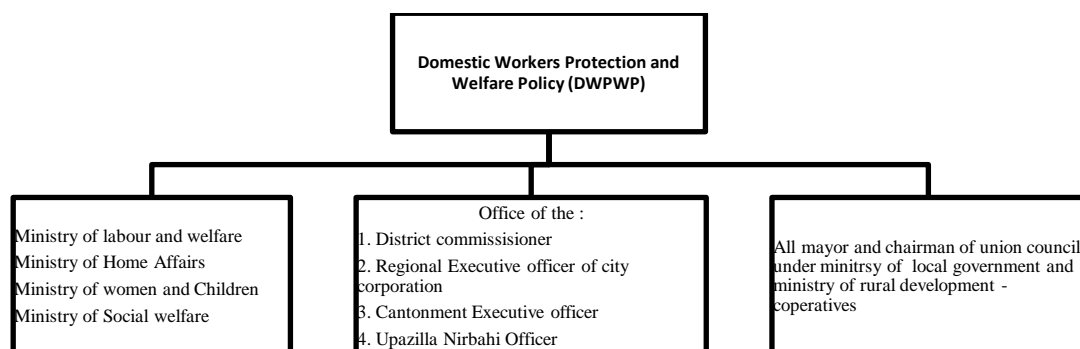 Domestic Workers Protection and
Welfare Policy (DWPWP)
Ministry of labour and welfare
Ministry of Home Affairs
Ministry of women and Children
Ministry of Social welfare
Office of the :
1. District commissisioner
2. Regional Executive officer of city
corporation
3. Cantonment Executive officer
4. Upazilla Nirbahi Officer
All mayor and chairman of union council
under minitrsy of local government and
ministry of rural development -
coperatives